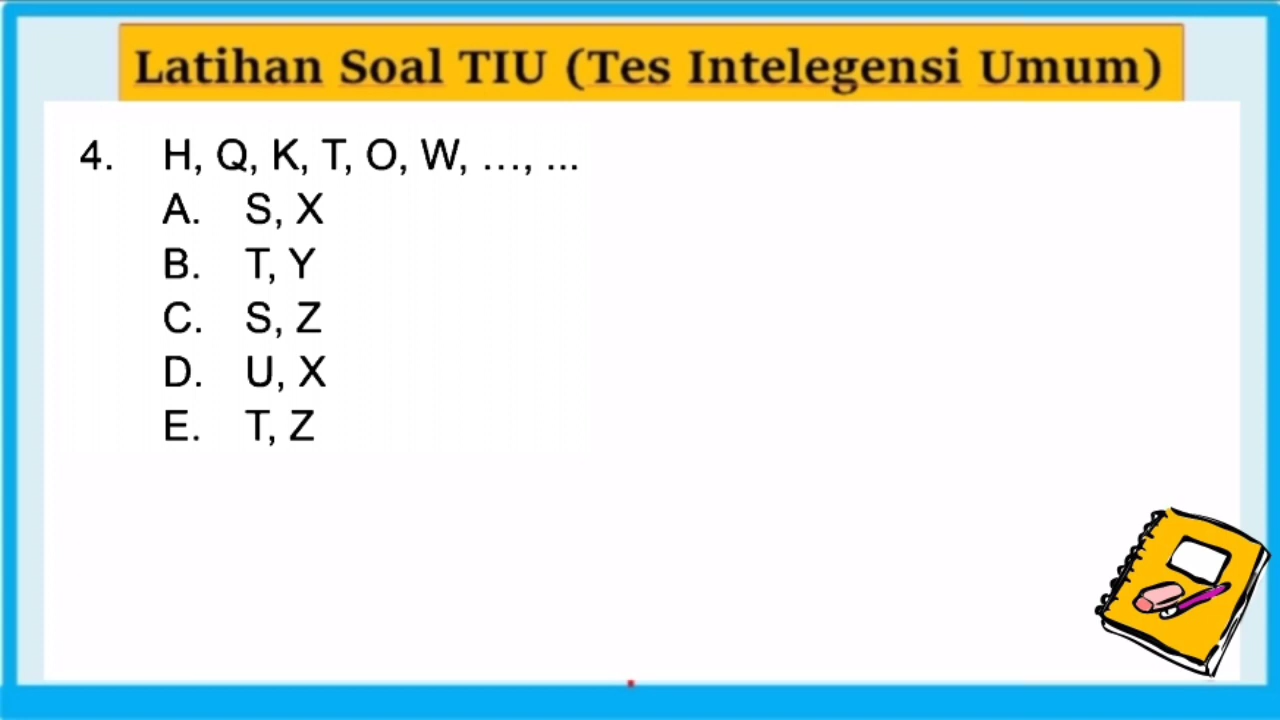 Latihan Soal TIU (Tes Intelegensi Umum)
4. H, Q, K, T, O, W, ..., ...
A. S, X
B. T, Y
C. S, Z
D. U, X
E. T, Z